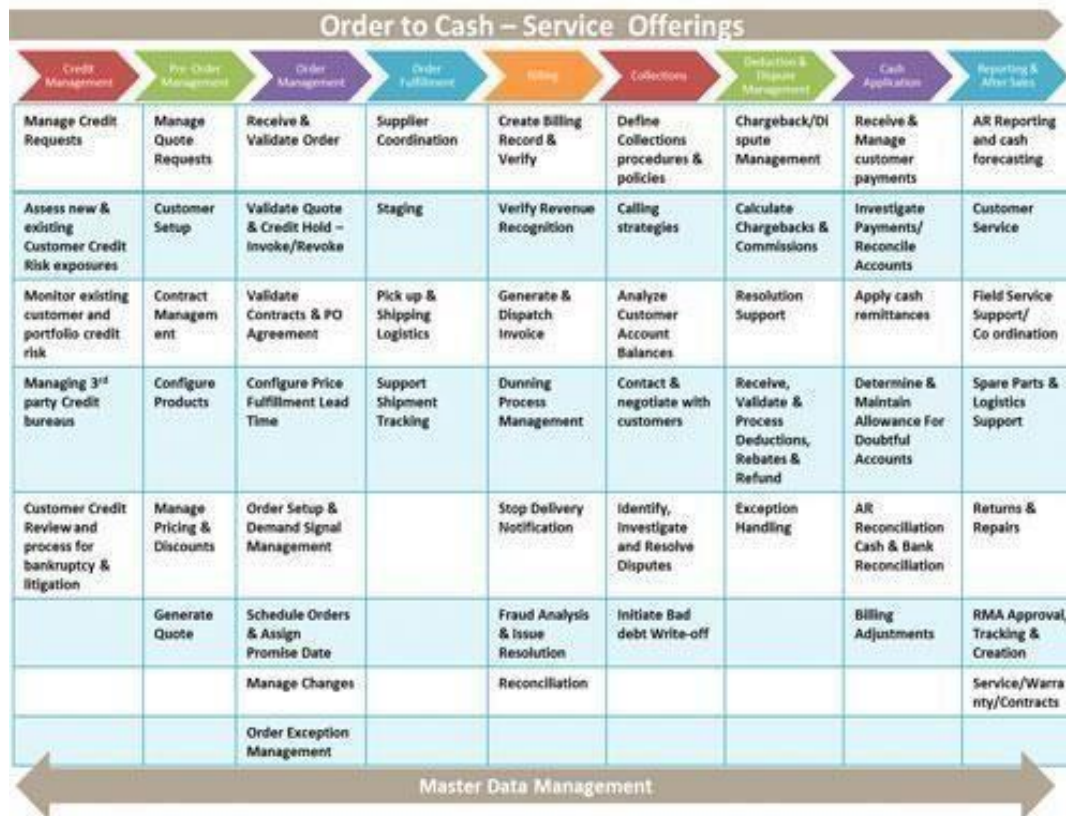 Order to Cash – Service Offerings
Credit
Management
Pre-Order
Management
Order
Management
Order
Fulfillment
Billing
Collections
Deduction &
Dispute
Management
Cash
Application
Reporting &
After Sales
Manage Credit
Requests
Manage
Quote
Requests
Receive &
Validate Order
Supplier
Coordination
Create Billing
Record &
Verify
Define
Collections
procedures &
policies
Chargeback/Di
spute
Management
Receive &
Manage
customer
payments
AR Reporting
and cash
forecasting
Assess new &
existing
Customer Credit
Risk exposures
Customer
Setup
Validate Quote
& Credit Hold –
Invoke/Revoke
Staging
Verify Revenue
Recognition
Calling
strategies
Calculate
Chargebacks &
Commissions
Investigate
Payments/
Reconcile
Accounts
Customer
Service
Monitor existing
customer and
portfolio credit
risk
Contract
Managem
ent
Validate
Contracts & PO
Agreement
Pick up &
Shipping
Logistics
Generate &
Dispatch
Invoice
Analyze
Customer
Account
Balances
Resolution
Support
Apply cash
remittances
Field Service
Support/
Co ordination
Managing 3rd
party Credit
bureaus
Configure
Products
Configure Price
Fulfillment Lead
Time
Support
Shipment
Tracking
Dunning
Process
Management
Contact &
negotiate with
customers
Receive,
Validate &
Process
Deductions,
Rebates &
Refund
Determine &
Maintain
Allowance For
Doubtful
Accounts
Spare Parts &
Logistics
Support
Customer Credit
Review and
process for
bankruptcy &
litigation
Manage
Pricing &
Discounts
Order Setup &
Demand Signal
Management
Stop Delivery
Notification
Identify,
Investigate
and Resolve
Disputes
Exception
Handling
AR
Reconciliation
Cash & Bank
Reconciliation
Returns &
Repairs
Generate
Quote
Schedule Orders
& Assign
Promise Date
Fraud Analysis
& Issue
Resolution
Initiate Bad
debt Write-off
Billing
Adjustments
RMA Approval,
Tracking &
Creation
Manage Changes
Reconciliation
Service/Warra
nty/Contracts
Order Exception
Management
Master Data Management